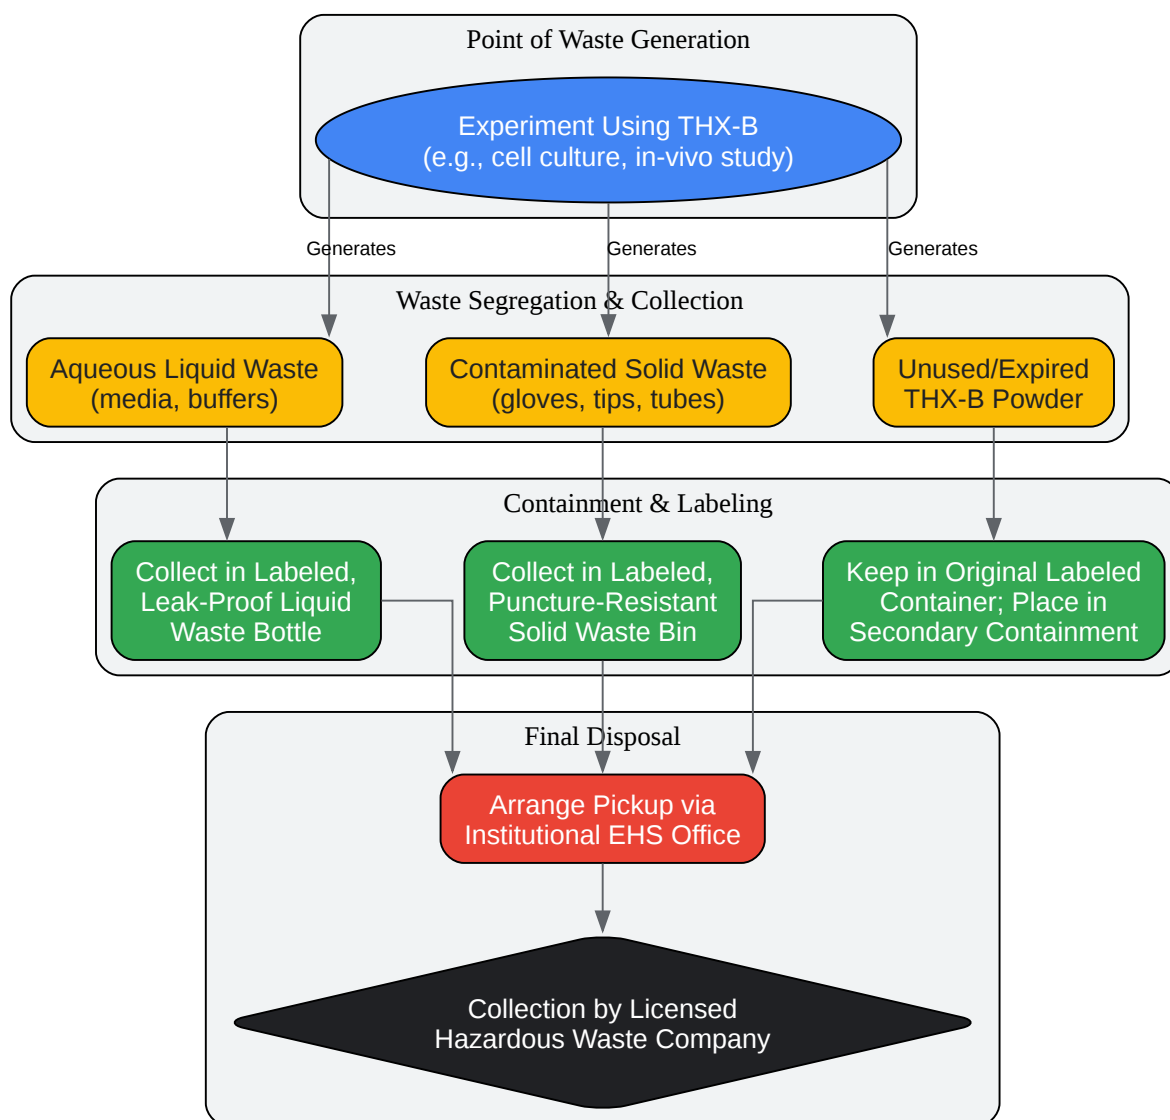 Point of Waste Generation
Experiment Using THX-B
(e.g., cell culture, in-vivo study)
Generates
Generates
Generates
Waste Segregation & Collection
Aqueous Liquid Waste
(media, buffers)
Contaminated Solid Waste
(gloves, tips, tubes)
Unused/Expired
THX-B Powder
Containment & Labeling
Collect in Labeled,
Leak-Proof Liquid
Waste Bottle
Collect in Labeled,
Puncture-Resistant
Solid Waste Bin
Keep in Original Labeled
Container; Place in
Secondary Containment
Final Disposal
Arrange Pickup via
Institutional EHS Office
Collection by Licensed
Hazardous Waste Company